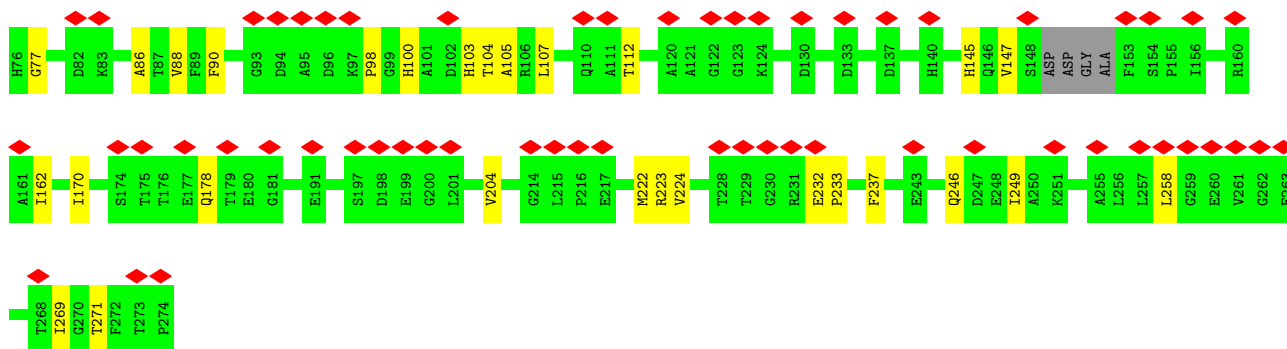 H76 G77 D82 K83 A86 T87 V88 F89 F90 G93 D94 A95 D96 K97 P98 G99 H100 A101 D102 H103 T104 A105 R106 L107 Q110 A111 T112 A120 A121 G122 G123 K124 D130 D133 D137 H140 H145 Q146 V147 S148 ASP ASP GLY ALA F153 S154 P155 I156 R160
A161 I162 I170 S174 T175 T176 E177 Q178 T179 E180 G181 E191 S197 D198 E199 G200 L201 V204 G214 L215 P216 E217 M222 R223 V224 T228 T229 G230 R231 E232 P233 F237 E243 Q246 D247 E248 I249 A250 K251 A255 L256 L257 L258 G259 E260 V261 G262
T268 I269 G270 T271 F272 T273 P274